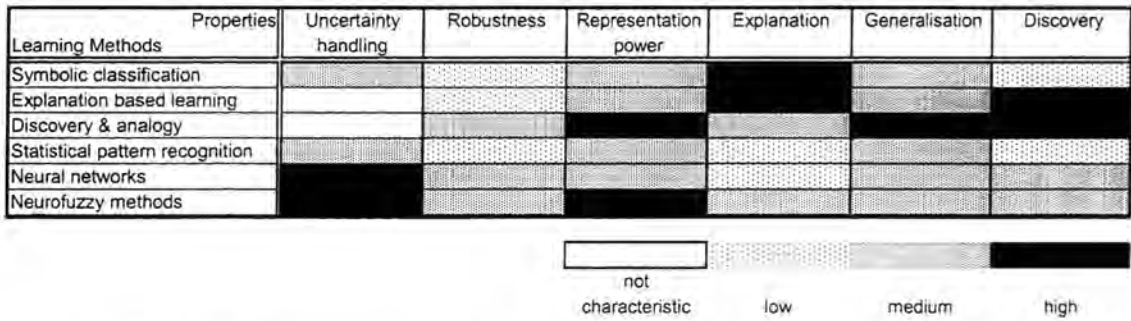 Properties Uncertainty Robustness Representation Explanation Generalisation Discovery
Learning Methods handling power
Symbolic classification
Explanation based learning
Discovery & analogy
Statistical pattern recognition
Neural networks
Neurofuzzy methods
not
characteristic low medium high